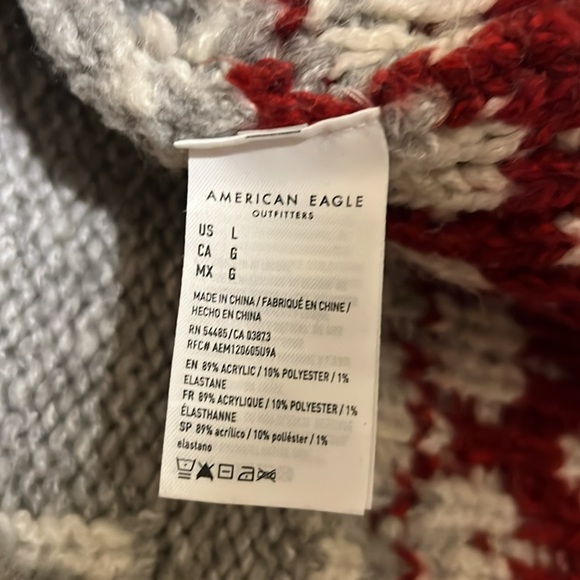 AMERICAN EAGLE
OUTFITTERS
US L
CA G
MX G
MADE IN CHINA / FABRIQUÉ EN CHINE /
HECHO EN CHINA
RN 54485 / CA 03873
RFC# AEM120605U9A
EN 89% ACRYLIC / 10% POLYESTER / 1%
ELASTANE
FR 89% ACRYLIQUE / 10% POLYESTER / 1%
ÉLASTHANNE
SP 89% acrílico / 10% poliéster / 1%
elastano